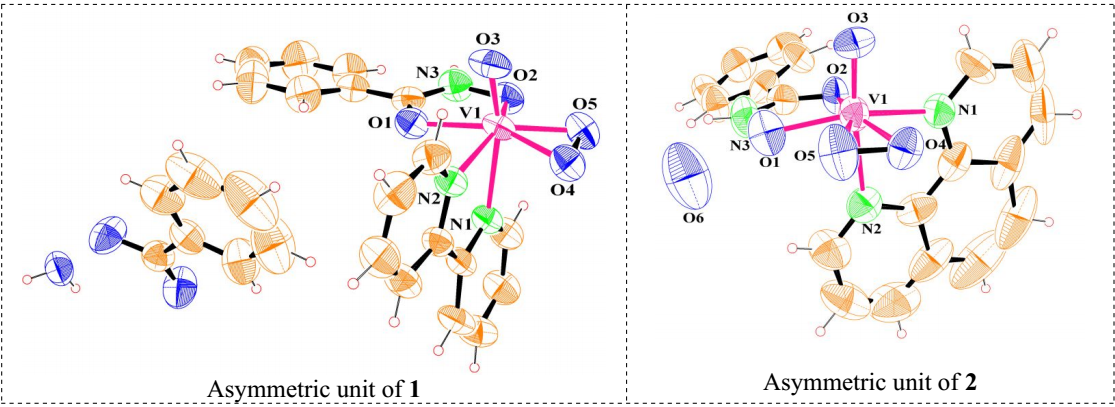 O3
N3
O2
O5
V1
O1
O4
N2
N1
Asymmetric unit of 1
O3
O2
V1
N1
N3
O1
O5
O4
O6
N2
Asymmetric unit of 2